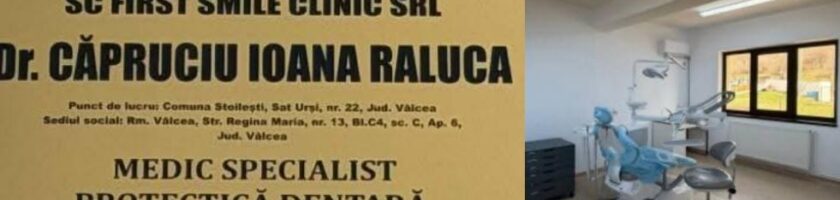 SC FIRST SMILE CLINIC SRL
Dr. CĂPRUCIU IOANA RALUCA
Punct de lucru: Comuna Stoilești, Sat Urși, nr. 22, Jud. Vâlcea
Sediul social: Rm. Vâlcea, Str. Regina Maria, nr. 13, Bl.C4, sc. C, Ap. 6,
Jud. Vâlcea
MEDIC SPECIALIST
PROTECTICĂ DENTARĂ